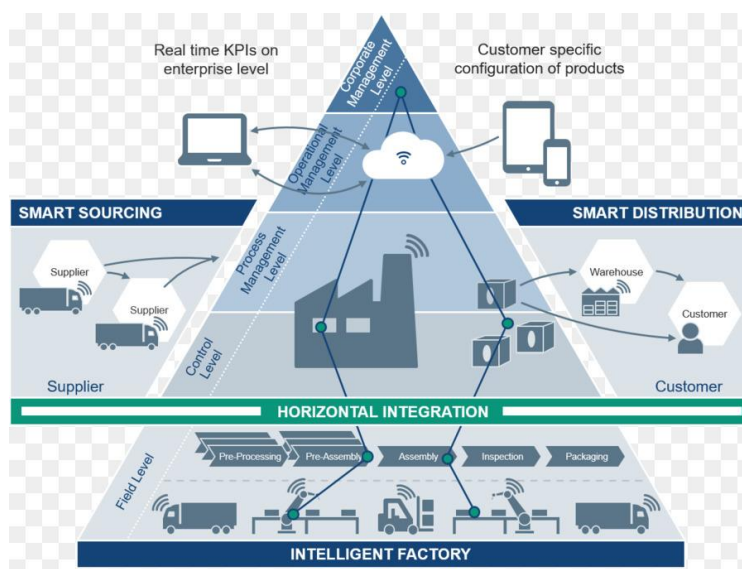 Real time KPIs on
enterprise level
Customer specific
configuration of products
Corporate
Management
Level
Operational
Management
Level
SMART SOURCING
SMART DISTRIBUTION
Process
Management
Level
Supplier
Supplier
Warehouse
Customer
Control
Level
Supplier
Customer
HORIZONTAL INTEGRATION
Field Level
Pre-Processing
Pre-Assembly
Assembly
Inspection
Packaging
INTELLIGENT FACTORY